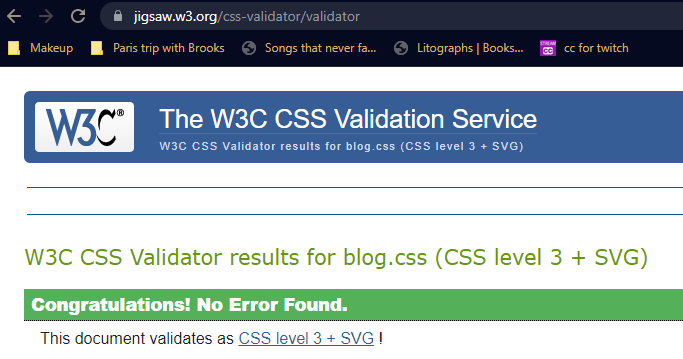 jigsaw.w3.org/css-validator/validator
Makeup Paris trip with Brooks Songs that never fa... Litographs | Books... STREAM CC cc for twitch
W3C® The W3C CSS Validation Service
W3C CSS Validator results for blog.css (CSS level 3 + SVG)
W3C CSS Validator results for blog.css (CSS level 3 + SVG)
Congratulations! No Error Found.
This document validates as CSS level 3 + SVG !